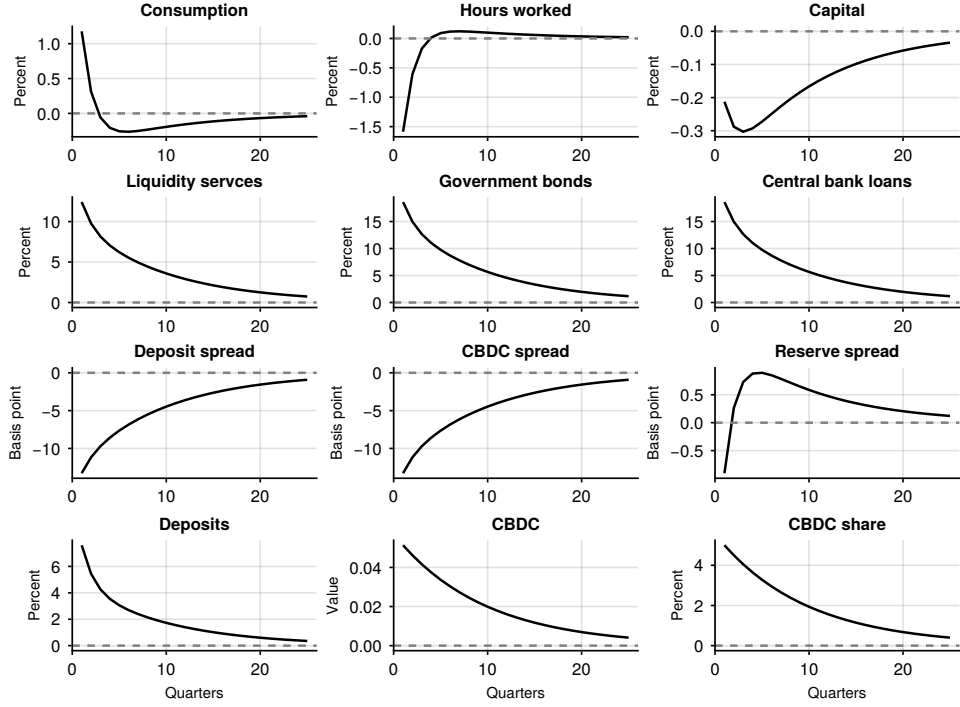 Consumption
Hours worked
Capital
Percent
1.0
0.5
0.0
0
10
20
Percent
0.0
−0.5
−1.0
−1.5
0
10
20
Percent
0.0
−0.1
−0.2
−0.3
0
10
20
Liquidity servces
Government bonds
Central bank loans
Percent
10
5
0
0
10
20
Percent
15
10
5
0
0
10
20
Percent
15
10
5
0
0
10
20
Deposit spread
CBDC spread
Reserve spread
Basis point
0
−5
−10
0
10
20
Basis point
0
−5
−10
0
10
20
Basis point
0.5
0.0
−0.5
0
10
20
Deposits
CBDC
CBDC share
Percent
6
4
2
0
0
10
20
Quarters
Value
0.04
0.02
0.00
0
10
20
Quarters
Percent
4
2
0
0
10
20
Quarters